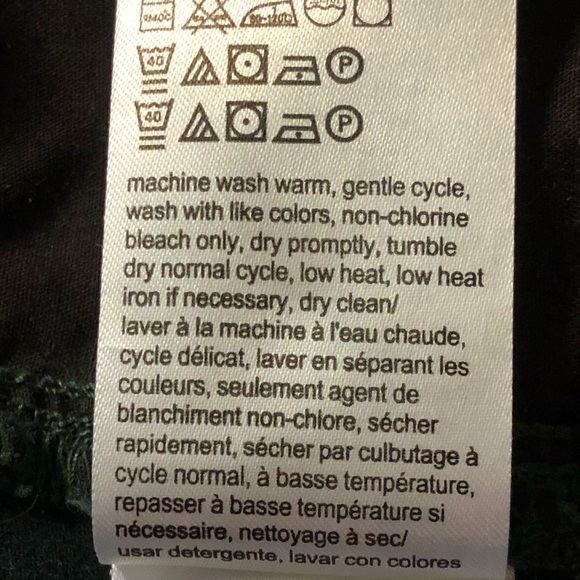 40
P
40
P
machine wash warm, gentle cycle,
wash with like colors, non-chlorine
bleach only, dry promptly, tumble
dry normal cycle, low heat, low heat
iron if necessary, dry clean/
laver à la machine à l'eau chaude,
cycle délicat, laver en séparant les
couleurs, seulement agent de
blanchiment non-chlore, sécher
rapidement, sécher par culbutage à
cycle normal, à basse température,
repasser à basse température si
nécessaire, nettoyage à sec/
usar detergente, lavar con colores